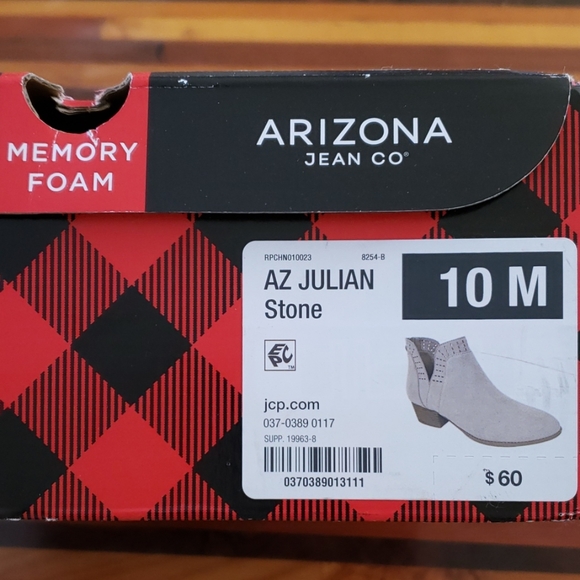 MEMORY
FOAM
ARIZONA
JEAN CO®
RPCHN010023 8254-B
AZ JULIAN
Stone
10 M
EPC™
jcp.com
037-0389 0117
SUPP. 19963-8
0370389013111
$60